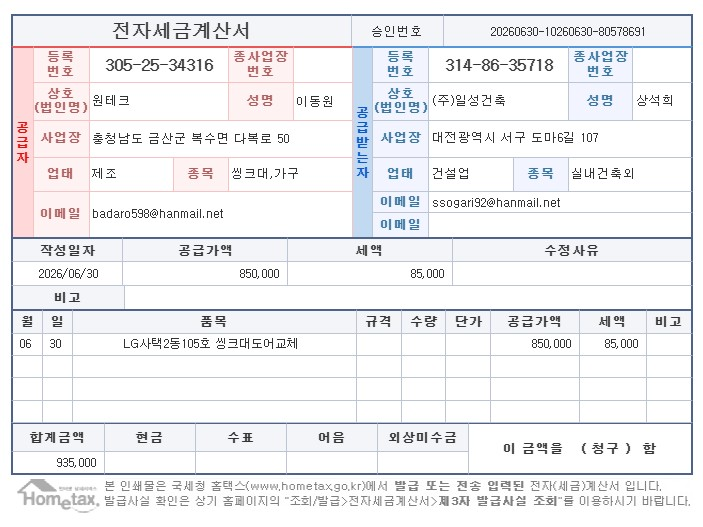 전자세금계산서 승인번호 20260630-10260630-80578691
공급자
등록번호 305-25-34316 종사업장번호
상호(법인명) 원테크 성명 이동원
사업장 충청남도 금산군 복수면 다복로 50
업태 제조 종목 씽크대,가구
이메일 badaro598@hanmail.net
공급받는자
등록번호 314-86-35718 종사업장번호
상호(법인명) (주)일성건축 성명 상석희
사업장 대전광역시 서구 도마6길 107
업태 건설업 종목 실내건축외
이메일 ssogari92@hanmail.net
이메일
작성일자 공급가액 세액 수정사유
2026/06/30 850,000 85,000
비고
월 일 품목 규격 수량 단가 공급가액 세액 비고
06 30 LG사택2동105호 씽크대도어교체 850,000 85,000
합계금액 현금 수표 어음 외상미수금 이 금액을 ( 청구 ) 함
935,000
Hometax.
본 인쇄물은 국세청 홈택스(www.hometax.go.kr)에서 발급 또는 전송 입력된 전자(세금)계산서 입니다.
발급사실 확인은 상기 홈페이지의 "조회/발급>전자세금계산서>제3자 발급사실 조회"를 이용하시기 바랍니다.